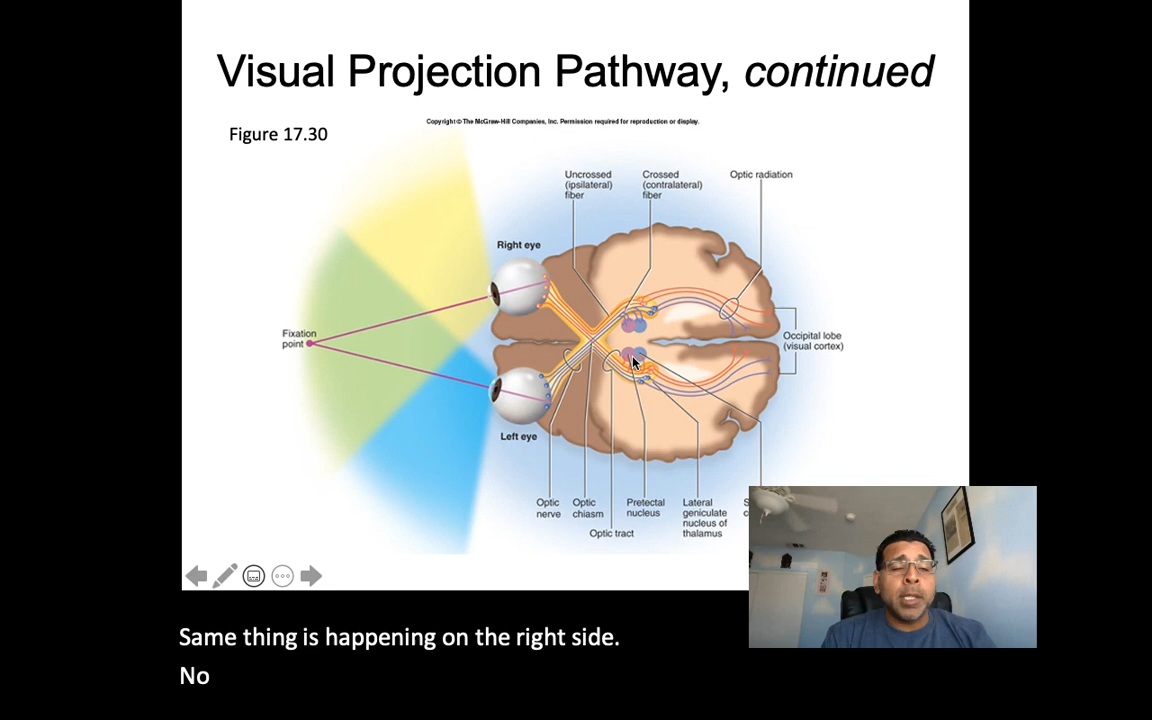 Visual Projection Pathway, continued
Copyright © The McGraw-Hill Companies, Inc. Permission required for reproduction or display.
Figure 17.30
Uncrossed
(ipsilateral)
fiber
Crossed
(contralateral)
fiber
Optic radiation
Right eye
Fixation
point
Occipital lobe
(visual cortex)
Left eye
Optic
nerve
Optic
chiasm
Optic tract
Pretectal
nucleus
Lateral
geniculate
nucleus of
thalamus
Same thing is happening on the right side.
No